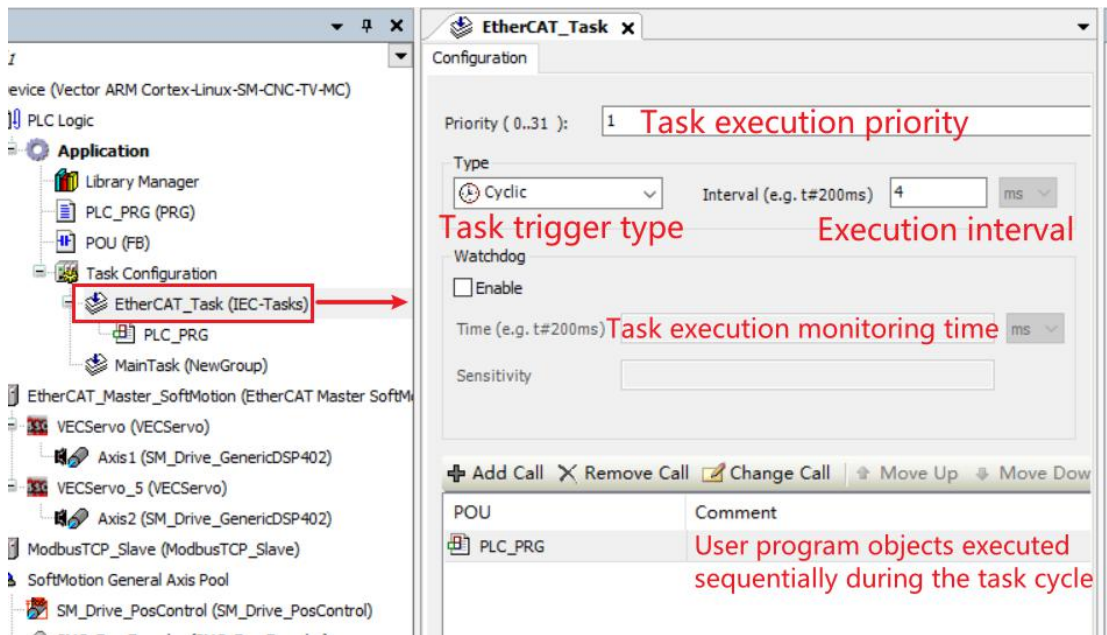 1
evice (Vector ARM Cortex-Linux-SM-CNC-TV-MC)
PLC Logic
Application
Library Manager
PLC_PRG (PRG)
POU (FB)
Task Configuration
EtherCAT_Task (IEC-Tasks)
PLC_PRG
MainTask (NewGroup)
EtherCAT_Master_SoftMotion (EtherCAT Master SoftM
VECServo (VECServo)
Axis1 (SM_Drive_GenericDSP402)
VECServo_5 (VECServo)
Axis2 (SM_Drive_GenericDSP402)
ModbusTCP_Slave (ModbusTCP_Slave)
SoftMotion General Axis Pool
SM_Drive_PosControl (SM_Drive_PosControl)
EtherCAT_Task
Configuration
Priority ( 0..31 ): 1 Task execution priority
Type
Cyclic Interval (e.g. t#200ms) 4 ms
Task trigger type Execution interval
Watchdog
Enable
Time (e.g. t#200ms) Task execution monitoring time ms
Sensitivity
Add Call Remove Call Change Call Move Up Move Dow
POU Comment
PLC_PRG User program objects executed
sequentially during the task cycle